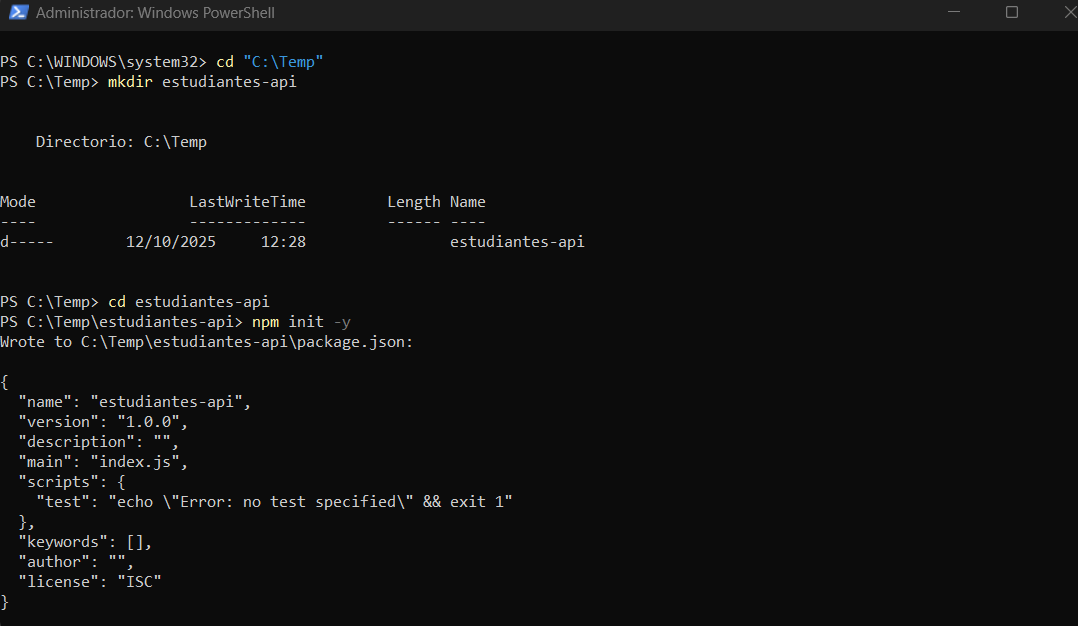 Administrador: Windows PowerShell
PS C:\WINDOWS\system32> cd "C:\Temp"
PS C:\Temp> mkdir estudiantes-api
    Directorio: C:\Temp
Mode                 LastWriteTime         Length Name
----                 -------------         ------ ----
d-----        12/10/2025     12:28                estudiantes-api
PS C:\Temp> cd estudiantes-api
PS C:\Temp\estudiantes-api> npm init -y
Wrote to C:\Temp\estudiantes-api\package.json:
{
  "name": "estudiantes-api",
  "version": "1.0.0",
  "description": "",
  "main": "index.js",
  "scripts": {
    "test": "echo \"Error: no test specified\" && exit 1"
  },
  "keywords": [],
  "author": "",
  "license": "ISC"
}